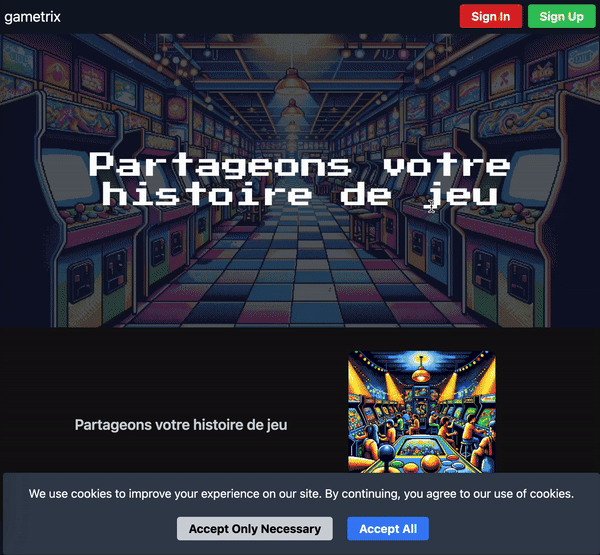 gametrix
Sign In
Sign Up
Partageons votre
histoire de jeu
Partageons votre histoire de jeu
We use cookies to improve your experience on our site. By continuing, you agree to our use of cookies.
Accept Only Necessary
Accept All